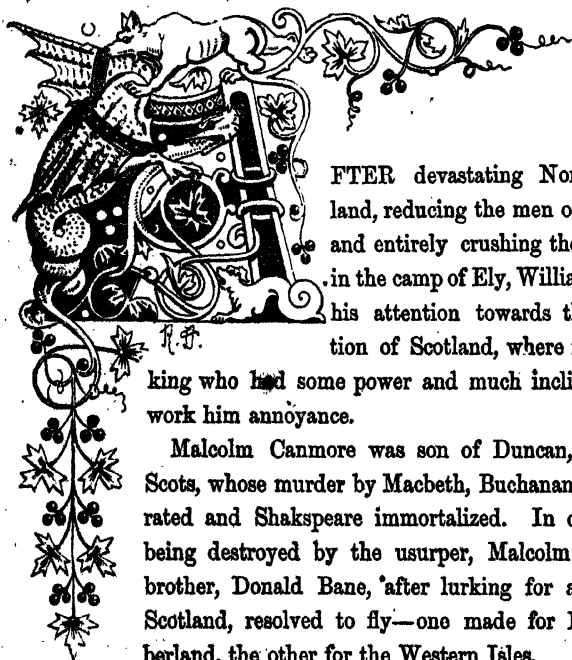 AFTER devastating Nor
land, reducing the men o
and entirely crushing the
in the camp of Ely, Willia
his attention towards t
tion of Scotland, where
king who had some power and much incli
work him annoyance.
Malcolm Canmore was son of Duncan,
Scots, whose murder by Macbeth, Buchanan
rated and Shakspeare immortalized. In
being destroyed by the usurper, Malcolm
brother, Donald Bane, after lurking for a
Scotland, resolved to fly—one made for
berland, the other for the Western Isles.